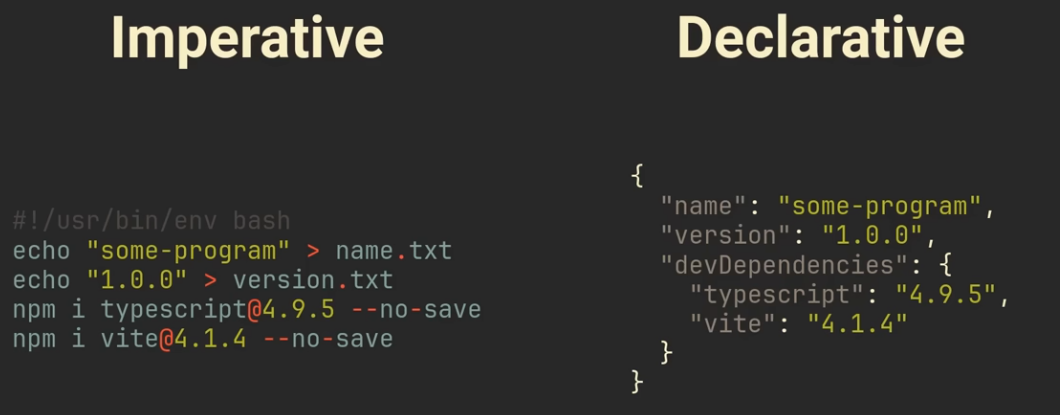 Imperative
#!/usr/bin/env bash
echo "some-program" > name.txt
echo "1.0.0" > version.txt
npm i typescript@4.9.5 --no-save
npm i vite@4.1.4 --no-save
Declarative
{
  "name": "some-program",
  "version": "1.0.0",
  "devDependencies": {
    "typescript": "4.9.5",
    "vite": "4.1.4"
  }
}